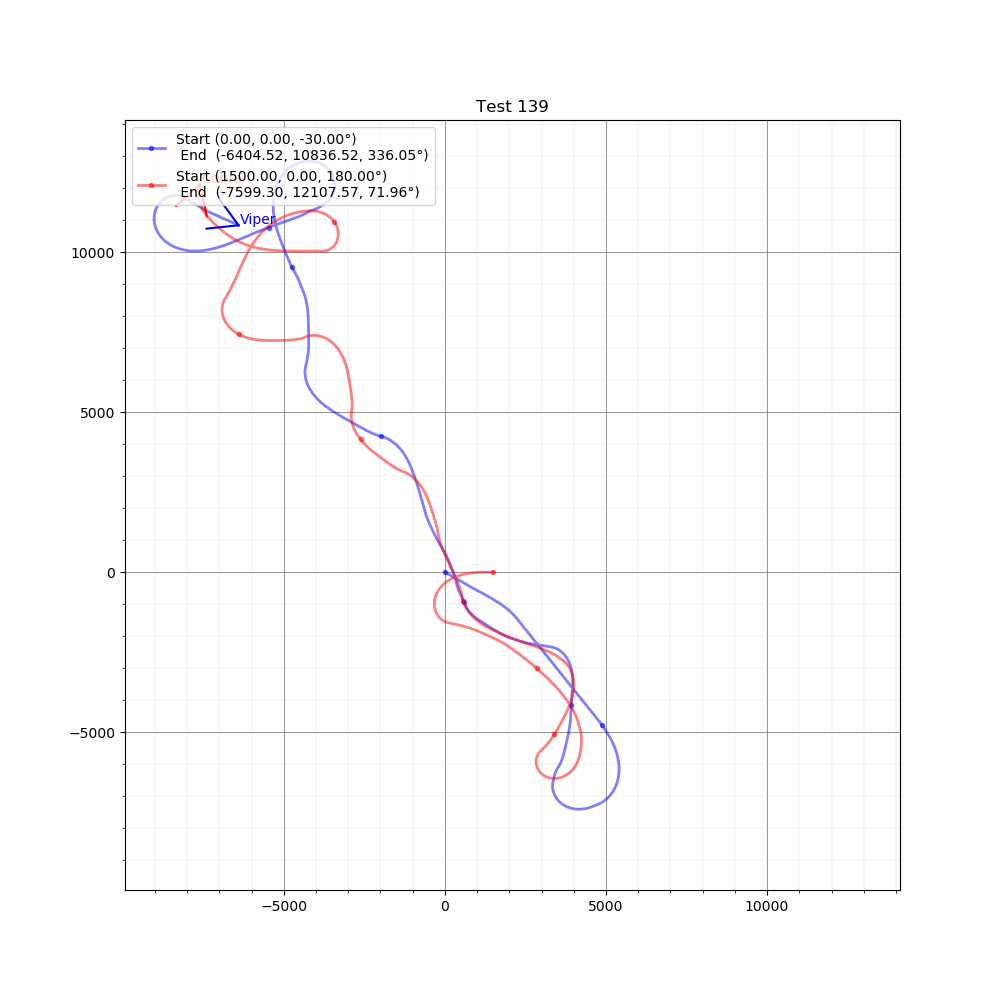 Test 139
Start (0.00, 0.00, -30.00°)
End (-6404.52, 10836.52, 336.05°)
Start (1500.00, 0.00, 180.00°)
End (-7599.30, 12107.57, 71.96°)
Viper
10000
5000
0
−5000
−5000
0
5000
10000